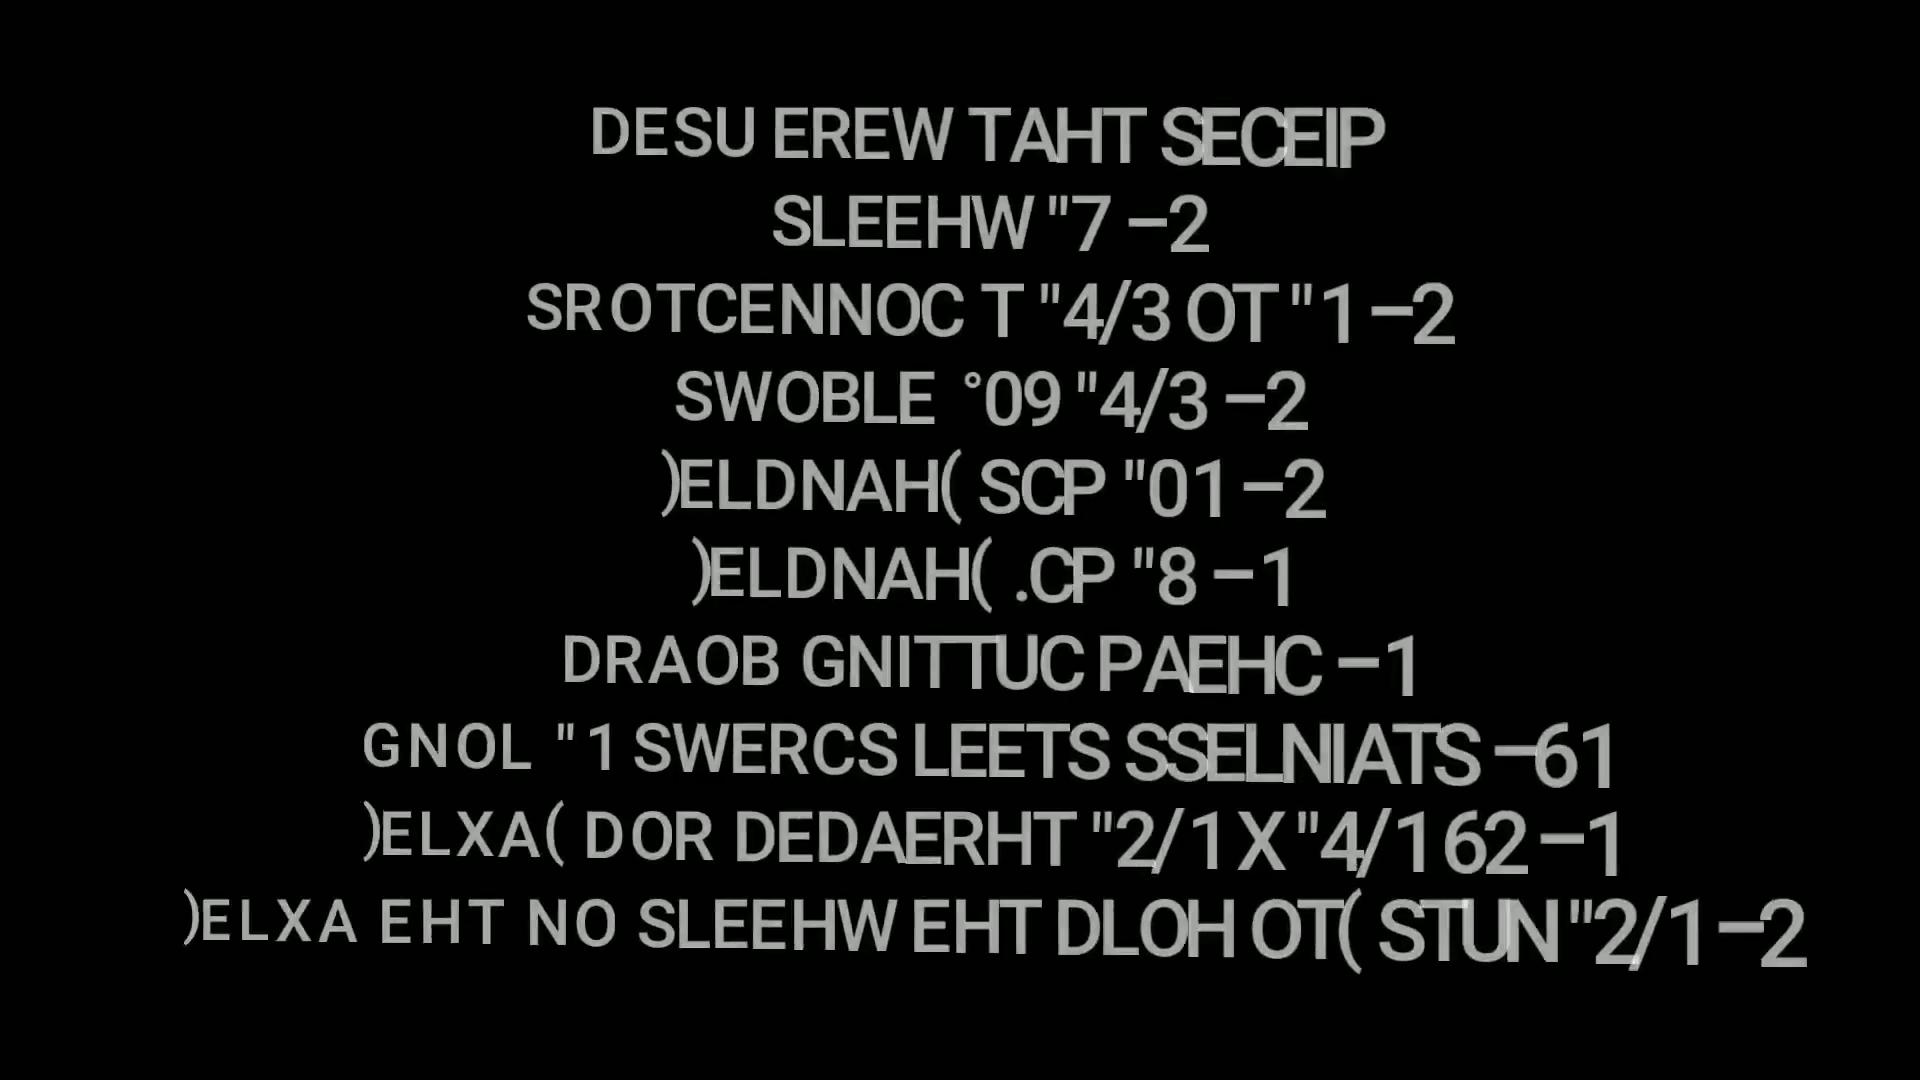 DESU EREW TAHT SECEIP
SLEEHW "7 –2
SROTCENNOC T "4/3 OT "1 –2
SWOBLE °09 "4/3 –2
)ELDNAH( SCP "01 –2
)ELDNAH( .CP "8 –1
DRAOB GNITTUC PAEHC –1
GNOL "1 SWERCS LEETS SSELNIATS –61
)ELXA( DOR DEDAERHT "2/1 X "4/1 62 –1
)ELXA EHT NO SLEEHW EHT DLOH OT( STUN "2/1 –2